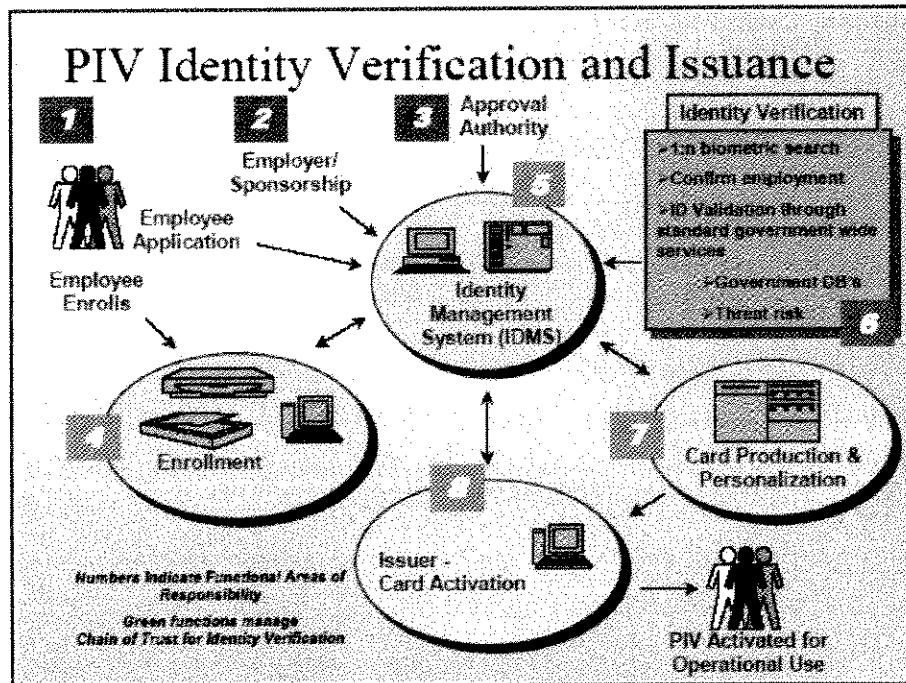 PIV Identity Verification and Issuance
1
2
3
Approval
Authority
Identity Verification
➢1:n biometric search
➢Confirm employment
➢ID Validation through
standard government wide
services
➢Government DB's
➢Threat risk
6
Employer/
Sponsorship
5
Employee
Application
Employee
Enrolls
Identity
Management
System (IDMS)
4
Enrollment
7
Card Production &
Personalization
8
Issuer -
Card Activation
Numbers Indicate Functional Areas of
Responsibility
Green functions manage
Chain of Trust for Identity Verification
PIV Activated for
Operational Use